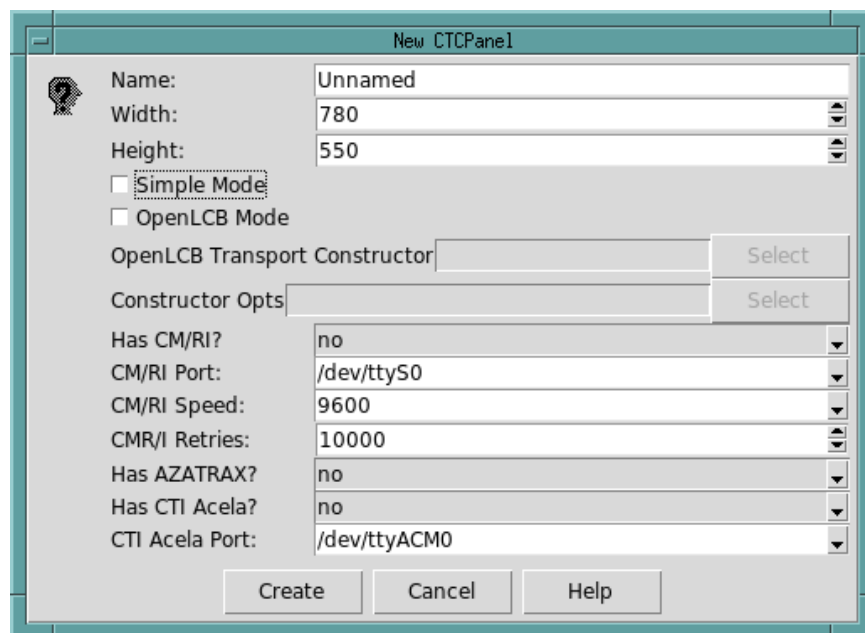 New CTCPanel
Name: Unnamed
Width: 780
Height: 550
Simple Mode
OpenLCB Mode
OpenLCB Transport Constructor Select
Constructor Opts Select
Has CM/RI? no
CM/RI Port: /dev/ttyS0
CM/RI Speed: 9600
CMR/I Retries: 10000
Has AZATRAX? no
Has CTI Acela? no
CTI Acela Port: /dev/ttyACM0
Create Cancel Help